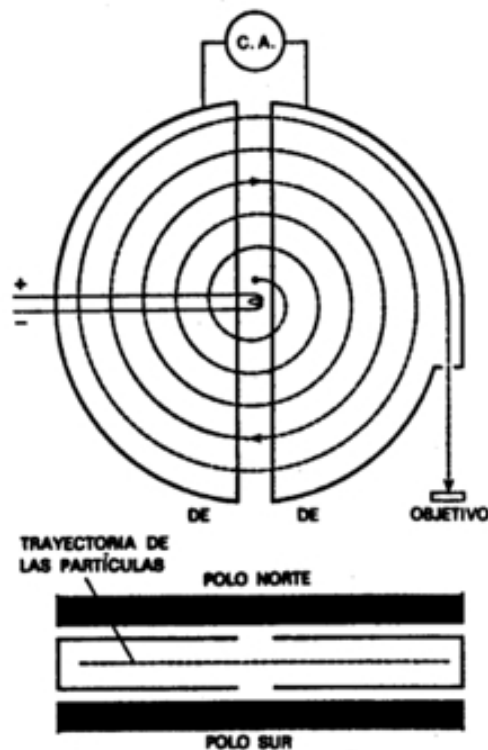 C. A.
+
−
DE DE OBJETIVO
TRAYECTORIA DE
LAS PARTÍCULAS
POLO NORTE
POLO SUR